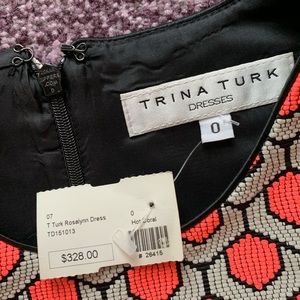 TRINA TURK
DRESSES
0
07
T Turk Rosalynn Dress
TD151013
0
Hot Coral
$328.00
# 26415